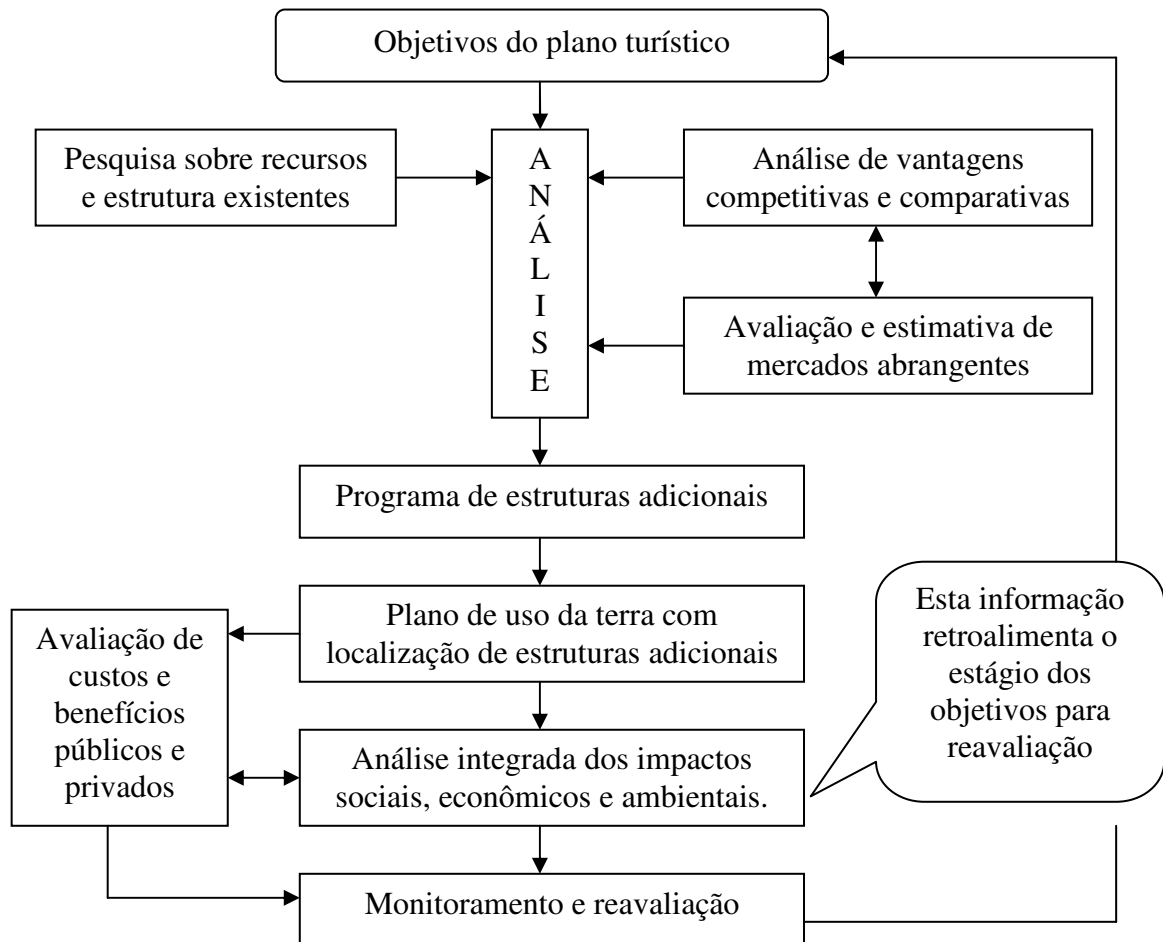 Objetivos do plano turístico
Pesquisa sobre recursos
e estrutura existentes
A
N
Á
L
I
S
E
Análise de vantagens
competitivas e comparativas
Avaliação e estimativa de
mercados abrangentes
Programa de estruturas adicionais
Plano de uso da terra com
localização de estruturas adicionais
Avaliação de
custos e
benefícios
públicos e
privados
Análise integrada dos impactos
sociais, econômicos e ambientais.
Esta informação
retroalimenta o
estágio dos
objetivos para
reavaliação
Monitoramento e reavaliação